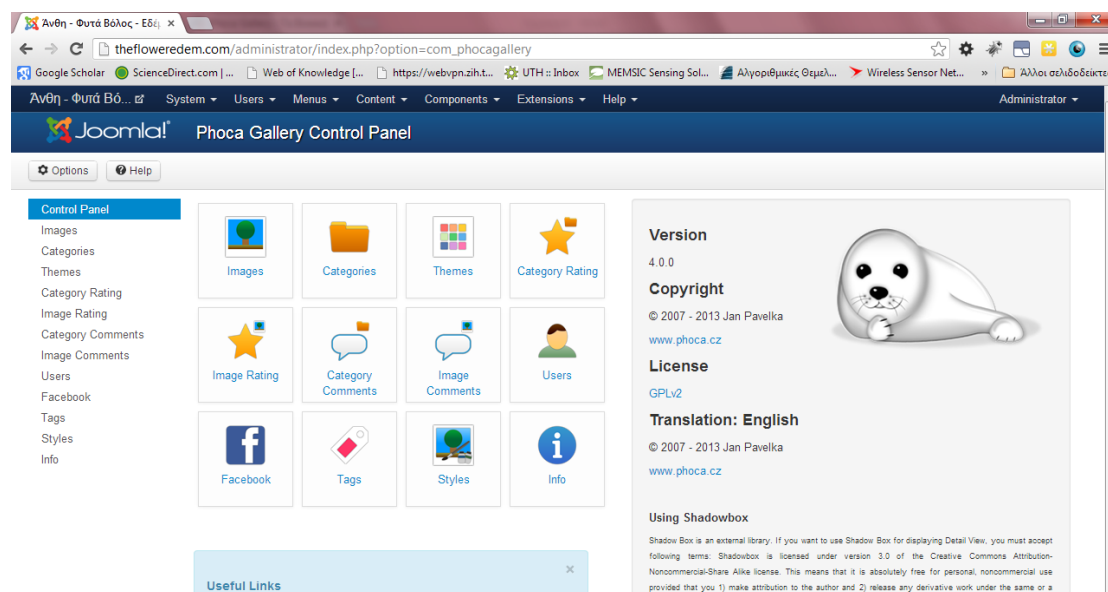 Άνθη - Φυτά Βόλος - Εδέμ
thefloweredem.com/administrator/index.php?option=com_phocagallery
Google Scholar ScienceDirect.com | ... Web of Knowledge [... https://webvpn.zih.t... UTH :: Inbox MEMSIC Sensing Sol... Αλγοριθμικές Θεμελ... Wireless Sensor Net... » Άλλοι σελιδοδείκτε
Άνθη - Φυτά Βό... System Users Menus Content Components Extensions Help Administrator
Joomla!® Phoca Gallery Control Panel
Options Help
Control Panel
Images
Categories
Themes
Category Rating
Image Rating
Category Comments
Image Comments
Users
Facebook
Tags
Styles
Info
Images Categories Themes Category Rating
Image Rating Category Comments Image Comments Users
Facebook Tags Styles Info
Useful Links ×
Version
4.0.0
Copyright
© 2007 - 2013 Jan Pavelka
www.phoca.cz
License
GPLv2
Translation: English
© 2007 - 2013 Jan Pavelka
www.phoca.cz
Using Shadowbox
Shadow Box is an external library. If you want to use Shadow Box for displaying Detail View, you must accept
following terms: Shadowbox is licensed under version 3.0 of the Creative Commons Attribution-
Noncommercial-Share Alike license. This means that it is absolutely free for personal, noncommercial use
provided that you 1) make attribution to the author and 2) release any derivative work under the same or a